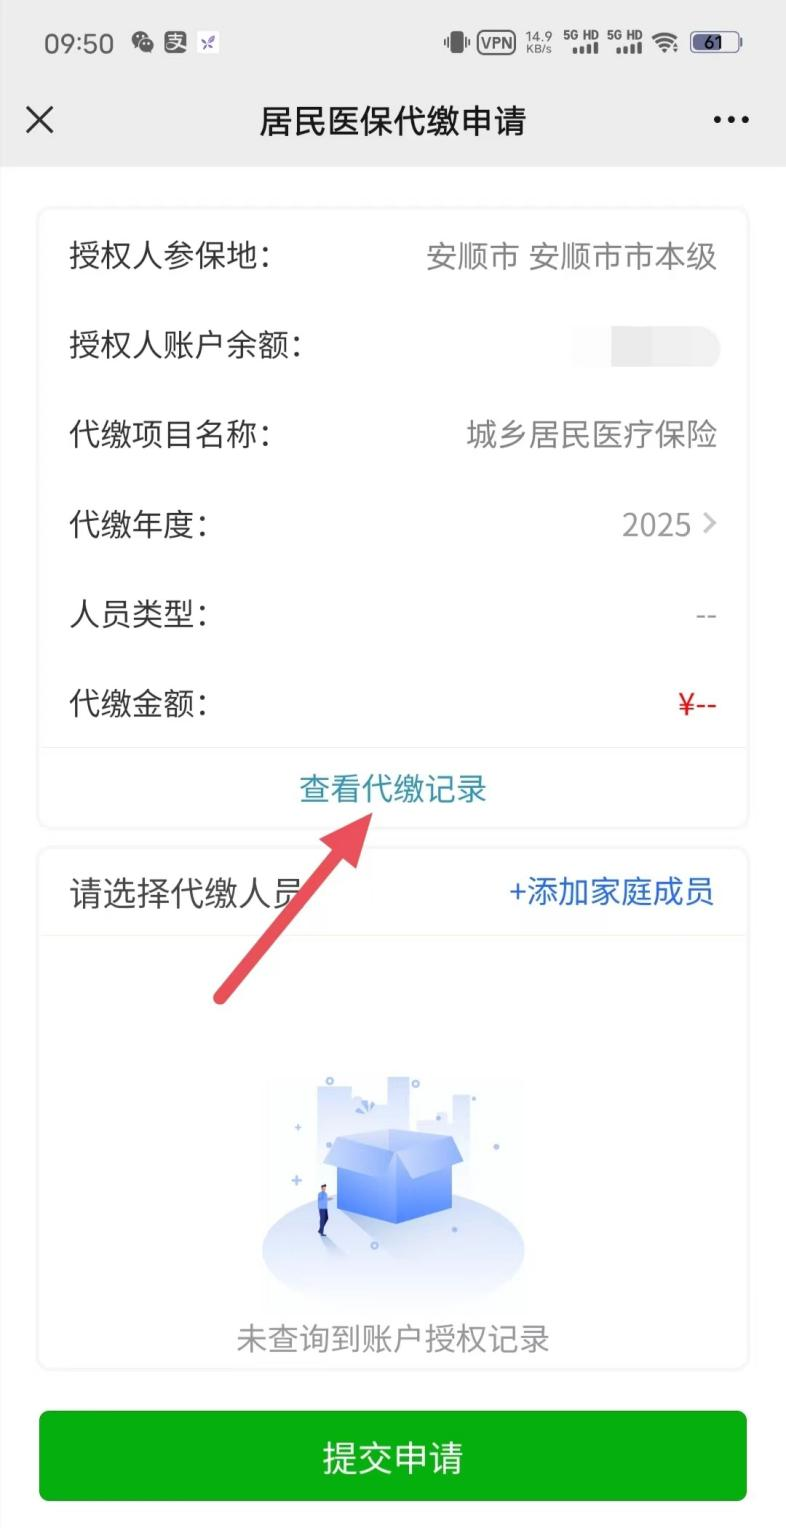 09:50 支 VPN 14.9 KB/s 5G HD 5G HD 61
居民医保代缴申请
授权人参保地： 安顺市 安顺市市本级
授权人账户余额：
代缴项目名称： 城乡居民医疗保险
代缴年度： 2025
人员类型： --
代缴金额： ¥--
查看代缴记录
请选择代缴人员 +添加家庭成员
未查询到账户授权记录
提交申请